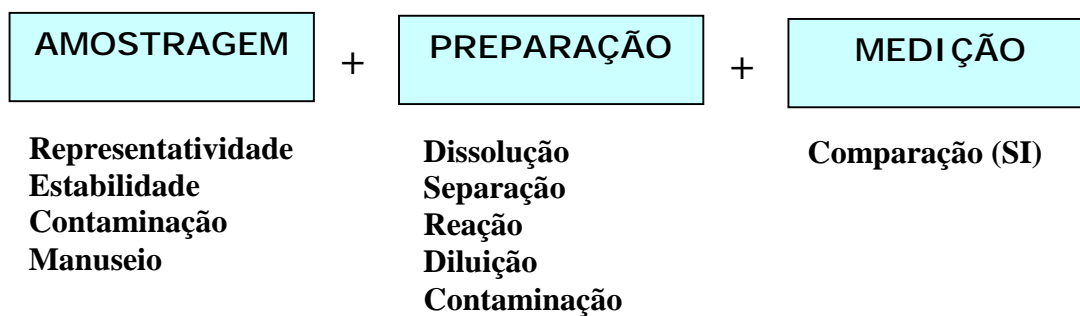 AMOSTRAGEM
+
PREPARAÇÃO
+
MEDIÇÃO
Representatividade
Estabilidade
Contaminação
Manuseio
Dissolução
Separação
Reação
Diluição
Contaminação
Comparação (SI)